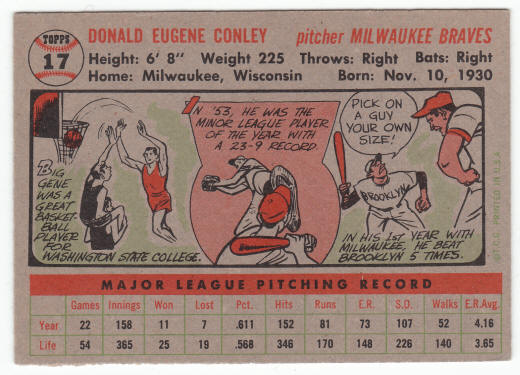 TOPPS
17
DONALD EUGENE CONLEY pitcher MILWAUKEE BRAVES
Height: 6' 8" Weight 225 Throws: Right Bats: Right
Home: Milwaukee, Wisconsin Born: Nov. 10, 1930
BIG
GENE
WAS A
GREAT
BASKET-
BALL
PLAYER
FOR
WASHINGTON STATE COLLEGE.
IN '53, HE WAS THE
MINOR LEAGUE PLAYER
OF THE YEAR WITH
A 23-9 RECORD.
PICK ON
A GUY
YOUR OWN
SIZE!
BROOKLYN
IN HIS 1ST YEAR WITH
MILWAUKEE, HE BEAT
BROOKLYN 5 TIMES.
©T.C.G. PRINTED IN U.S.A.
MAJOR LEAGUE PITCHING RECORD
Games Innings Won Lost Pct. Hits Runs E.R. S.O. Walks E.R.Avg.
Year 22 158 11 7 .611 152 81 73 107 52 4.16
Life 54 365 25 19 .568 346 170 148 226 140 3.65